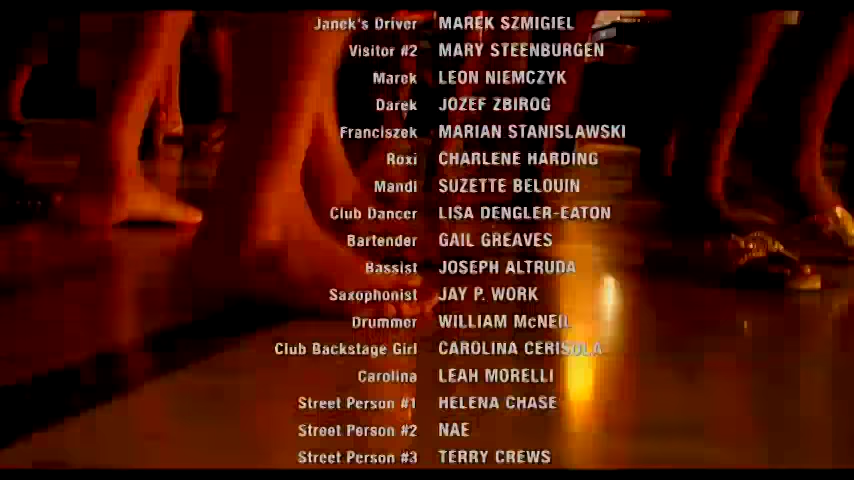 Janek's Driver MAREK SZMIGIEL
Visitor #2 MARY STEENBURGEN
Marek LEON NIEMCZYK
Darek JOZEF ZBIROG
Franciszek MARIAN STANISLAWSKI
Roxi CHARLENE HARDING
Mandi SUZETTE BELOUIN
Club Dancer LISA DENGLER-EATON
Bartender GAIL GREAVES
Bassist JOSEPH ALTRUDA
Saxophonist JAY P. WORK
Drummer WILLIAM McNEIL
Club Backstage Girl CAROLINA CERISOLA
Carolina LEAH MORELLI
Street Person #1 HELENA CHASE
Street Person #2 NAE
Street Person #3 TERRY CREWS